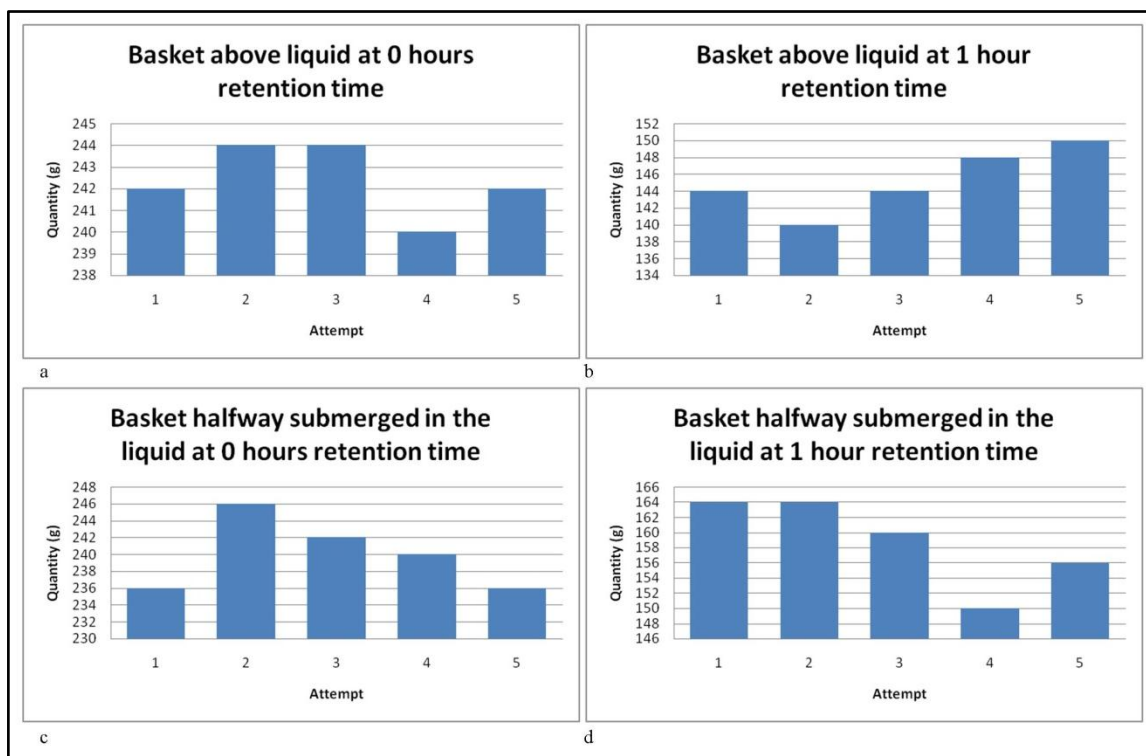 Basket above liquid at 0 hours
retention time
245
244
243
242
241
240
239
238
Quantity (g)
1 2 3 4 5
Attempt
a
Basket above liquid at 1 hour
retention time
152
150
148
146
144
142
140
138
136
134
Quantity (g)
1 2 3 4 5
Attempt
b
Basket halfway submerged in the
liquid at 0 hours retention time
248
246
244
242
240
238
236
234
232
230
Quantity (g)
1 2 3 4 5
Attempt
c
Basket halfway submerged in the
liquid at 1 hour retention time
166
164
162
160
158
156
154
152
150
148
146
Quantity (g)
1 2 3 4 5
Attempt
d